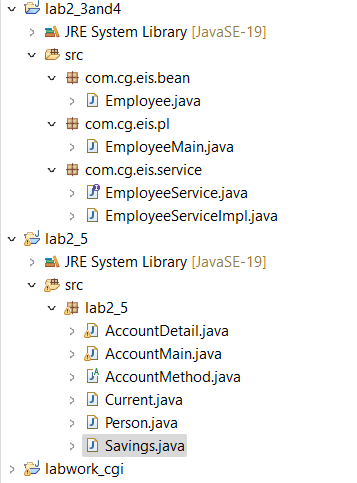 lab2_3and4
JRE System Library [JavaSE-19]
src
com.cg.eis.bean
Employee.java
com.cg.eis.pl
EmployeeMain.java
com.cg.eis.service
EmployeeService.java
EmployeeServiceImpl.java
lab2_5
JRE System Library [JavaSE-19]
src
lab2_5
AccountDetail.java
AccountMain.java
AccountMethod.java
Current.java
Person.java
Savings.java
labwork_cgi